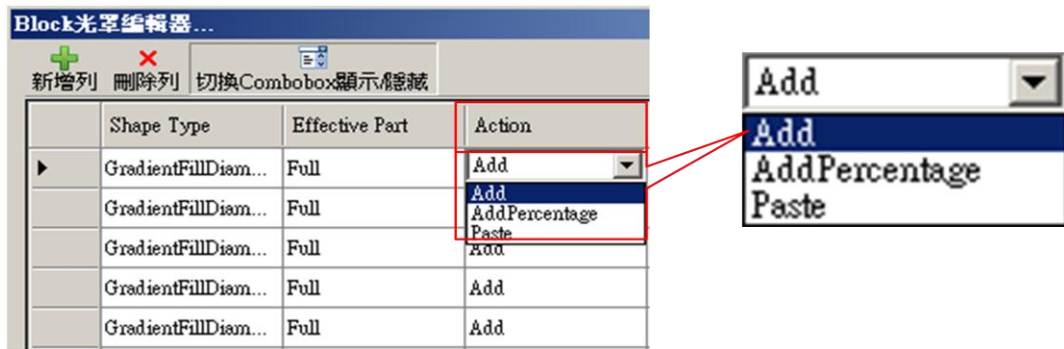 Block光罩編輯器...
新增列 刪除列 切換Combobox顯示/隱藏
Shape Type Effective Part Action
GradientFillDiam... Full Add
Add
AddPercentage
Paste
GradientFillDiam... Full
GradientFillDiam... Full Add
GradientFillDiam... Full Add
GradientFillDiam... Full Add
Add
Add
AddPercentage
Paste